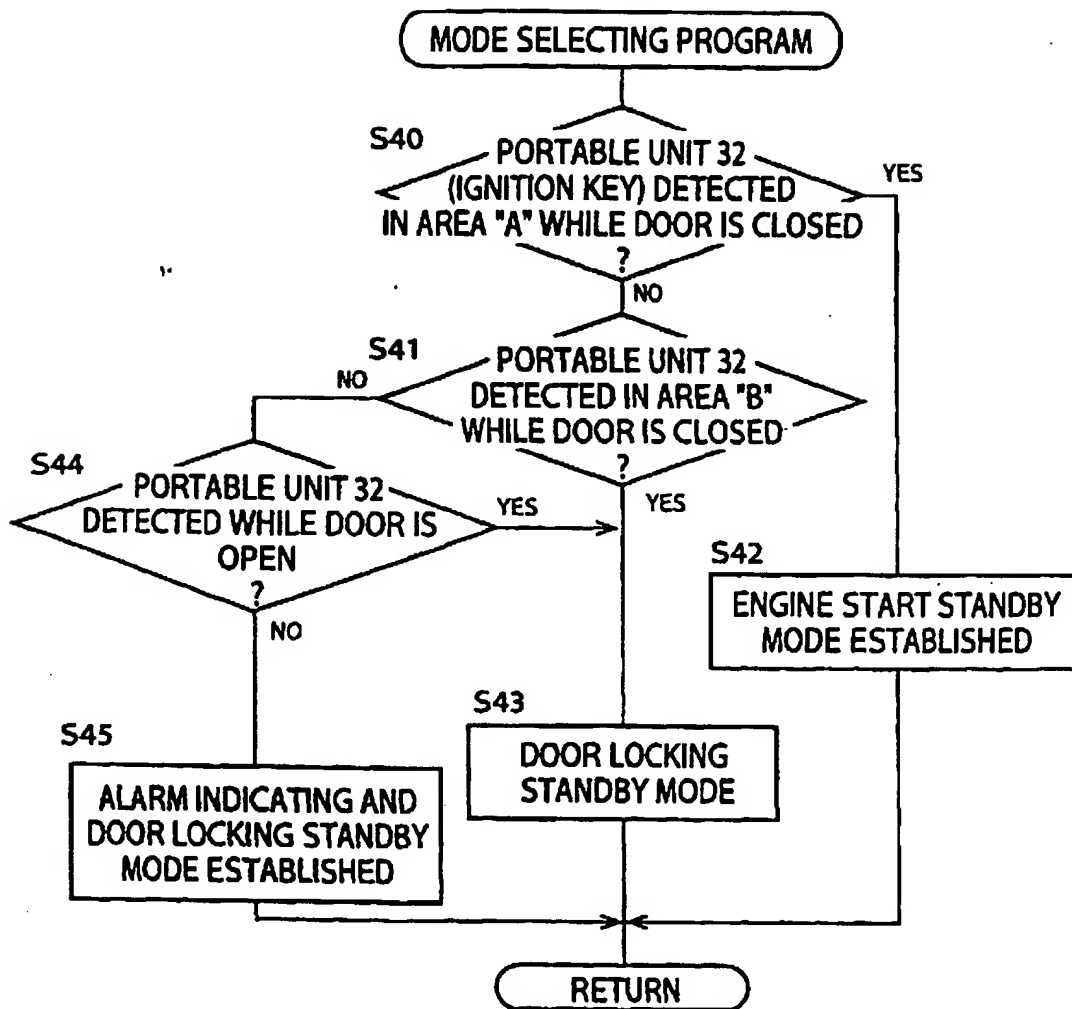 MODE SELECTING PROGRAM
S40
PORTABLE UNIT 32
(IGNITION KEY) DETECTED
IN AREA "A" WHILE DOOR IS CLOSED
?
YES
NO
S41
PORTABLE UNIT 32
DETECTED IN AREA "B"
WHILE DOOR IS CLOSED
?
NO
YES
S44
PORTABLE UNIT 32
DETECTED WHILE DOOR IS
OPEN
?
YES
NO
S42
ENGINE START STANDBY
MODE ESTABLISHED
S43
DOOR LOCKING
STANDBY MODE
S45
ALARM INDICATING AND
DOOR LOCKING STANDBY
MODE ESTABLISHED
RETURN